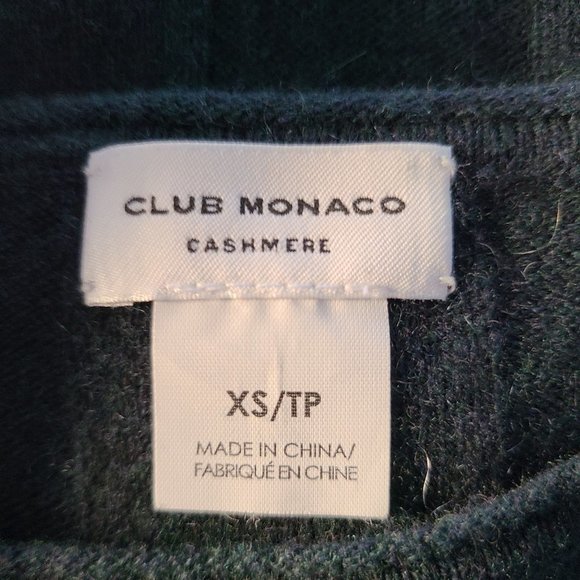 CLUB MONACO
CASHMERE
XS/TP
MADE IN CHINA/
FABRIQUÉ EN CHINE